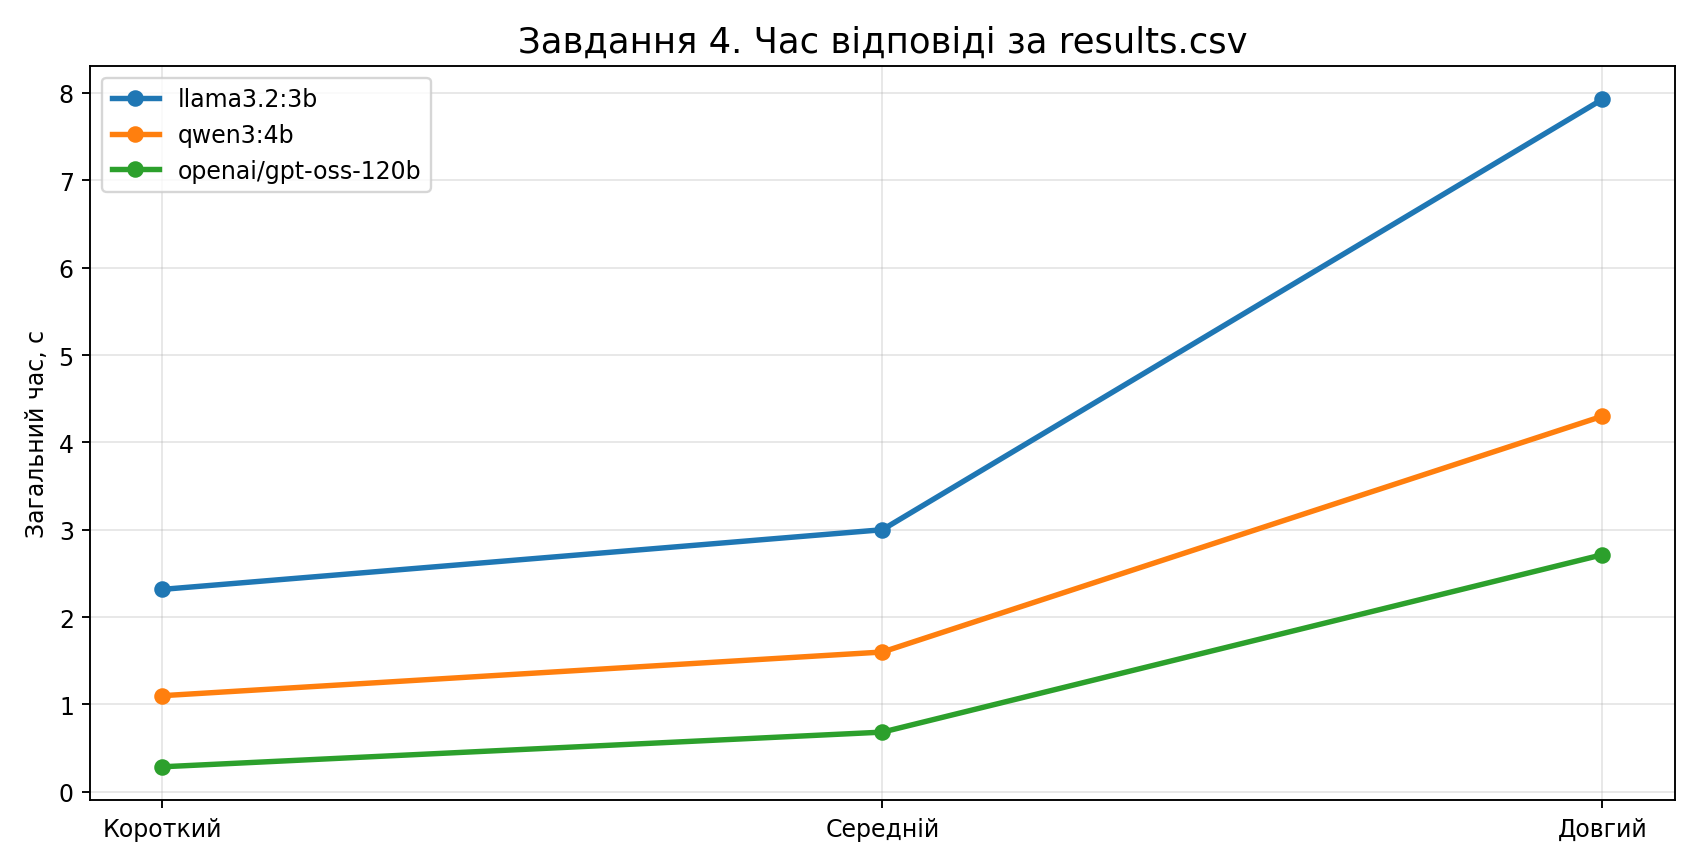 Завдання 4. Час відповіді за results.csv
llama3.2:3b
qwen3:4b
openai/gpt-oss-120b
Загальний час, с
8
7
6
5
4
3
2
1
0
Короткий
Середній
Довгий